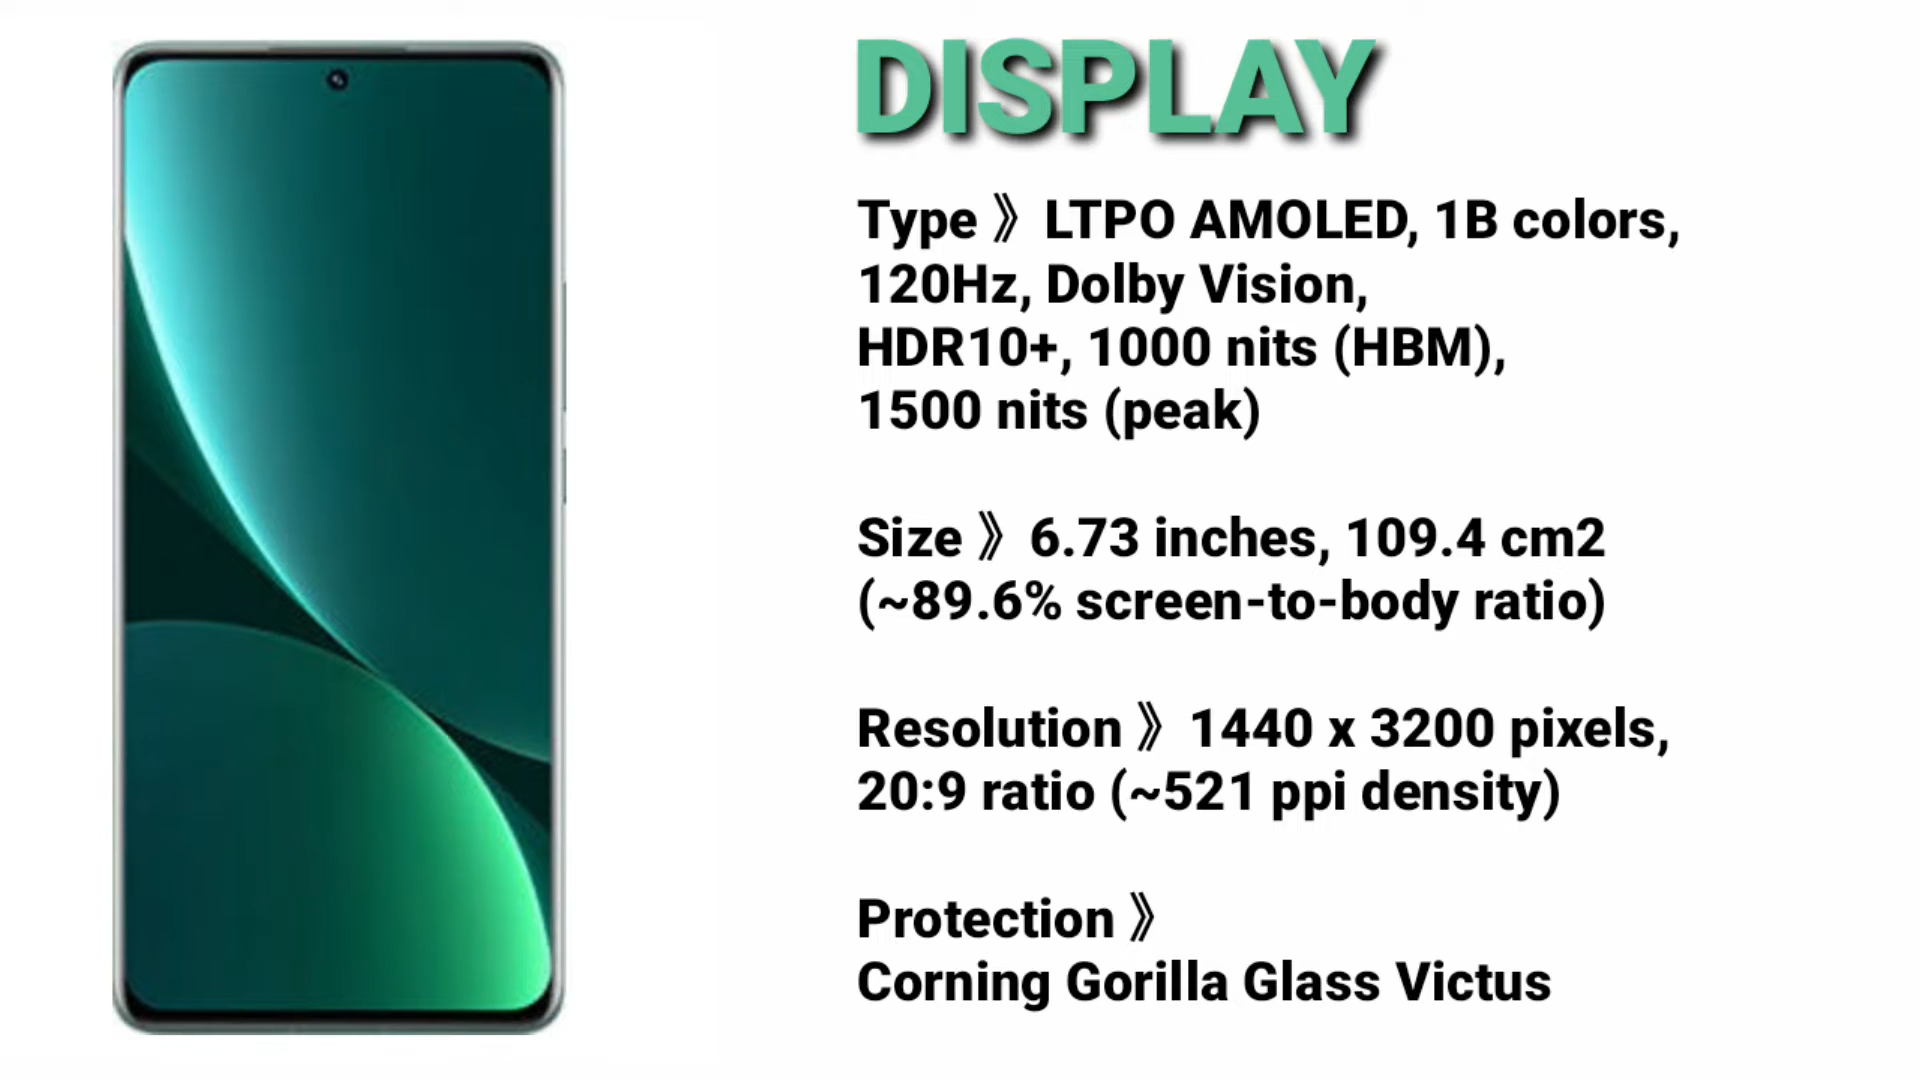 DISPLAY
Type 》LTPO AMOLED, 1B colors,
120Hz, Dolby Vision,
HDR10+, 1000 nits (HBM),
1500 nits (peak)
Size 》6.73 inches, 109.4 cm2
(~89.6% screen-to-body ratio)
Resolution 》1440 x 3200 pixels,
20:9 ratio (~521 ppi density)
Protection 》
Corning Gorilla Glass Victus